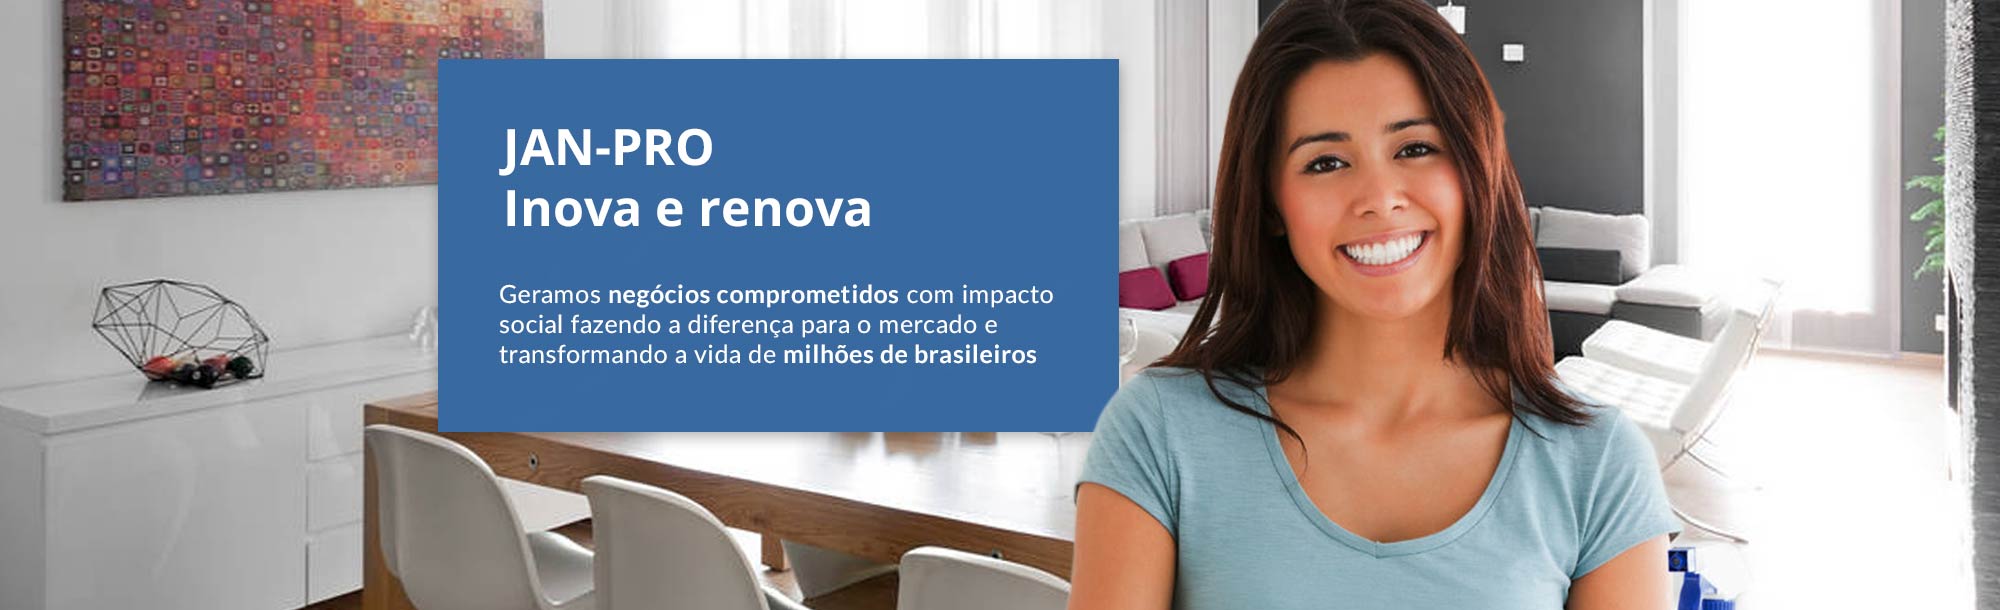 JAN-PRO
Inova e renova
Geramos negócios comprometidos com impacto
social fazendo a diferença para o mercado e
transformando a vida de milhões de brasileiros